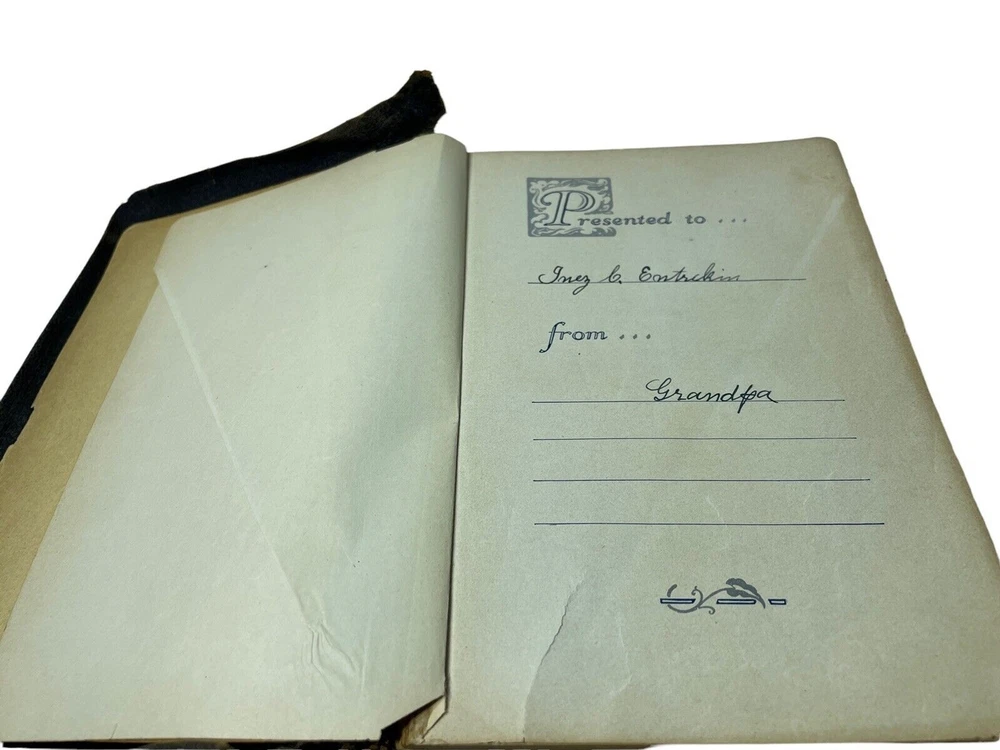 Presented to ...
Inez C. Entrekin
from ...
Grandpa